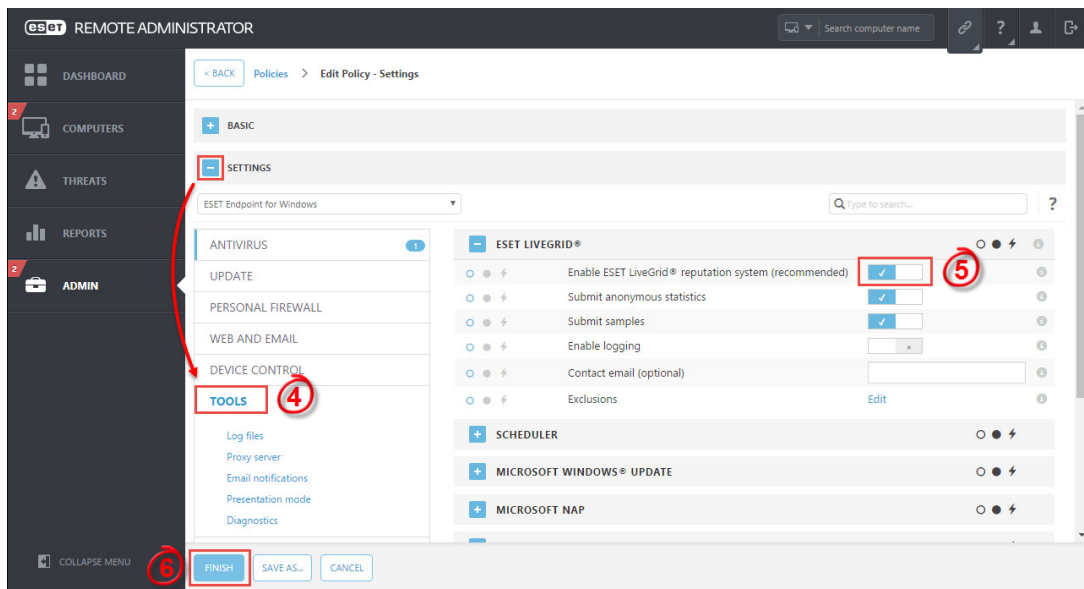 eset REMOTE ADMINISTRATOR
Search computer name
?
DASHBOARD
< BACK Policies > Edit Policy - Settings
2
COMPUTERS
+ BASIC
THREATS
- SETTINGS
ESET Endpoint for Windows
Type to search...
?
REPORTS
ANTIVIRUS 1
- ESET LIVEGRID®
2
ADMIN
UPDATE
Enable ESET LiveGrid® reputation system (recommended)
5
PERSONAL FIREWALL
Submit anonymous statistics
WEB AND EMAIL
Submit samples
Enable logging
DEVICE CONTROL
Contact email (optional)
TOOLS
4
Exclusions Edit
Log files
+ SCHEDULER
Proxy server
Email notifications
+ MICROSOFT WINDOWS® UPDATE
Presentation mode
Diagnostics
+ MICROSOFT NAP
COLLAPSE MENU
6
FINISH SAVE AS... CANCEL